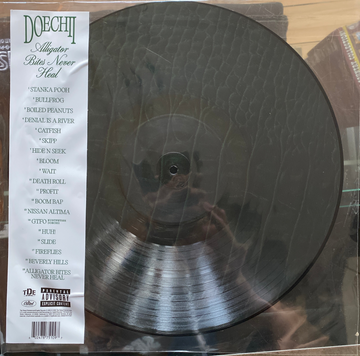 DOECHII
Alligator
Bites Never
Heal
*STANKA POOH
*BULLFROG
*BOILED PEANUTS
*DENIAL IS A RIVER
*CATFISH
*SKIPP
*HIDE N SEEK
*BLOOM
*WAIT
*DEATH ROLL
*PROFIT
*BOOM BAP
*NISSAN ALTIMA
*GTFO
*HUH!
*SLIDE
*FIREFLIES
*BEVERLY HILLS
*ALLIGATOR BITES
NEVER HEAL
TDE
PARENTAL
ADVISORY
EXPLICIT CONTENT